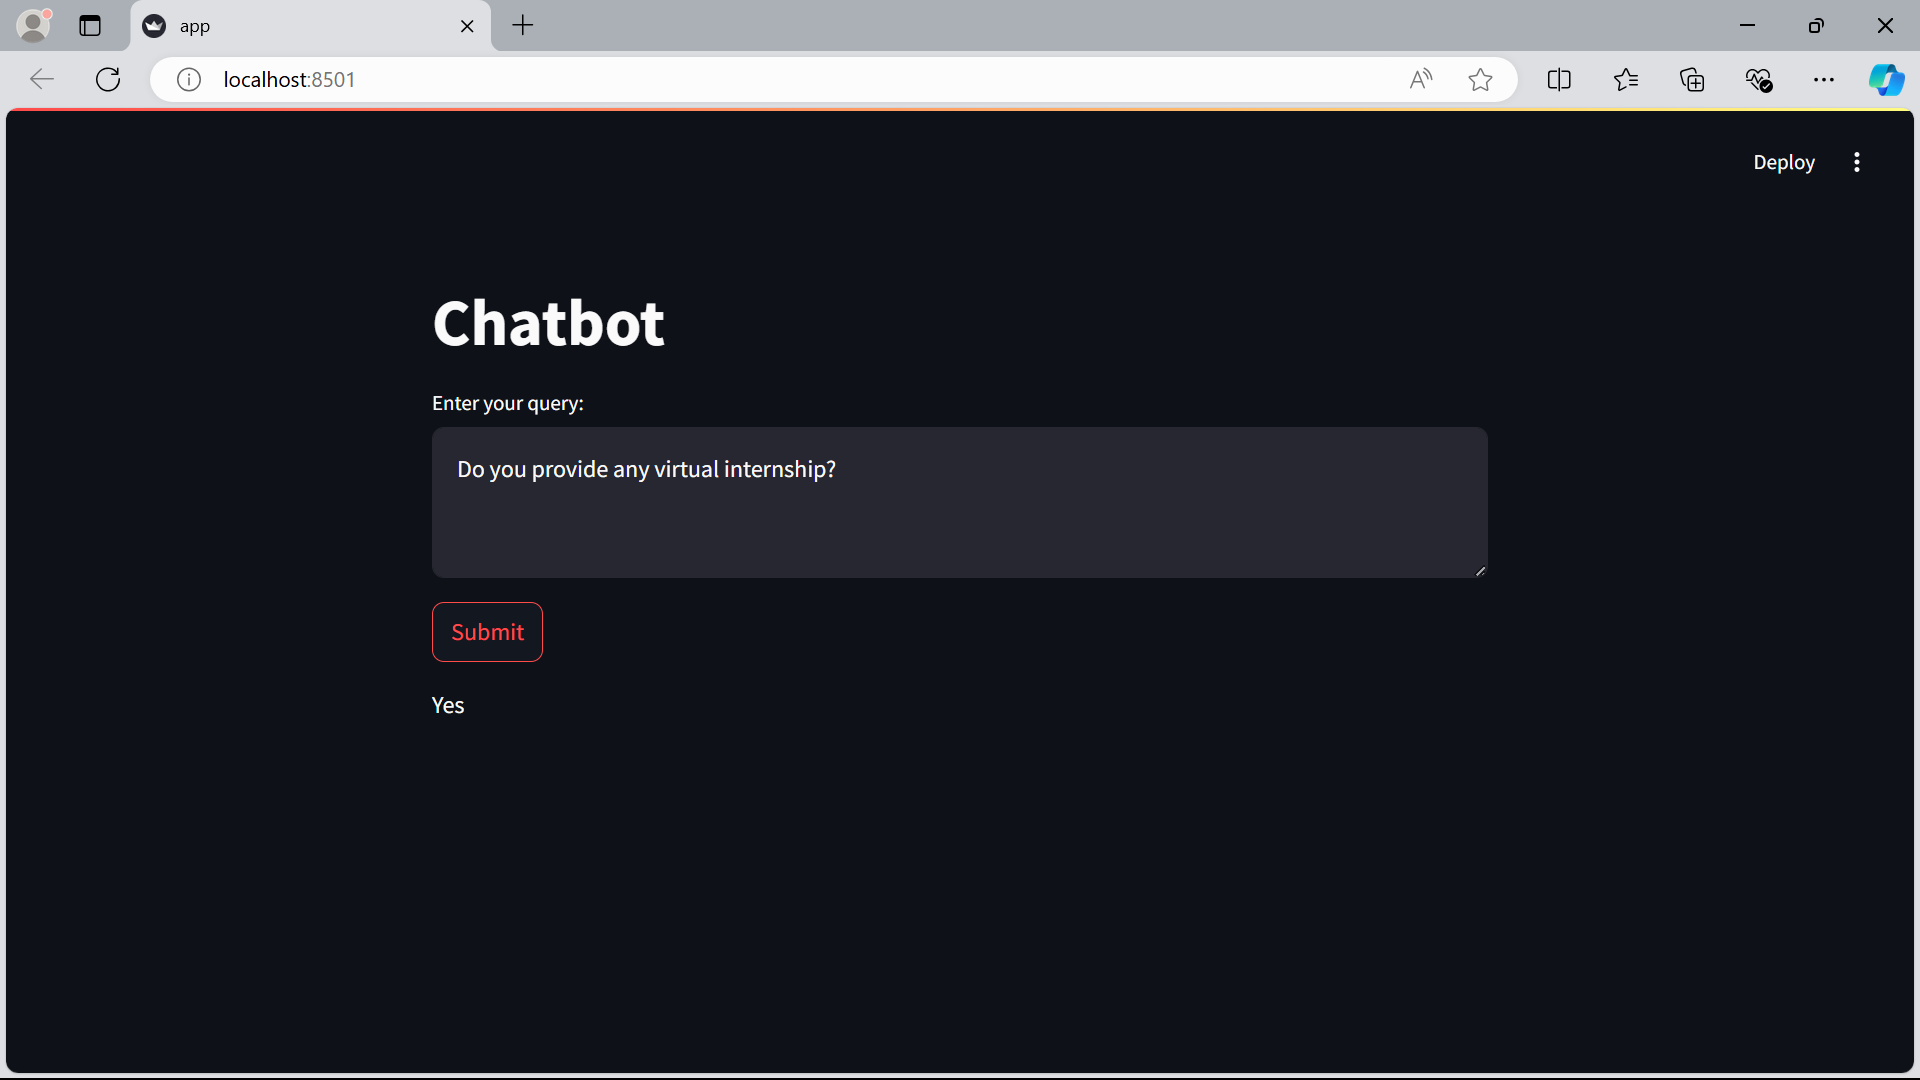 app
localhost:8501
Deploy
Chatbot
Enter your query:
Do you provide any virtual internship?
Submit
Yes